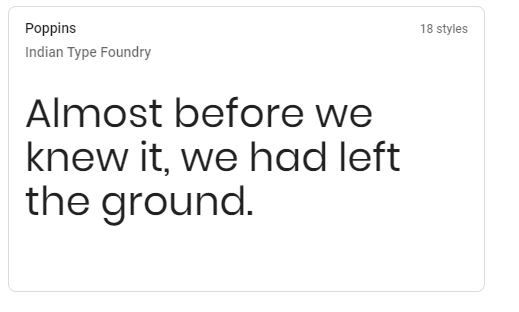 Poppins 18 styles
Indian Type Foundry
Almost before we
knew it, we had left
the ground.